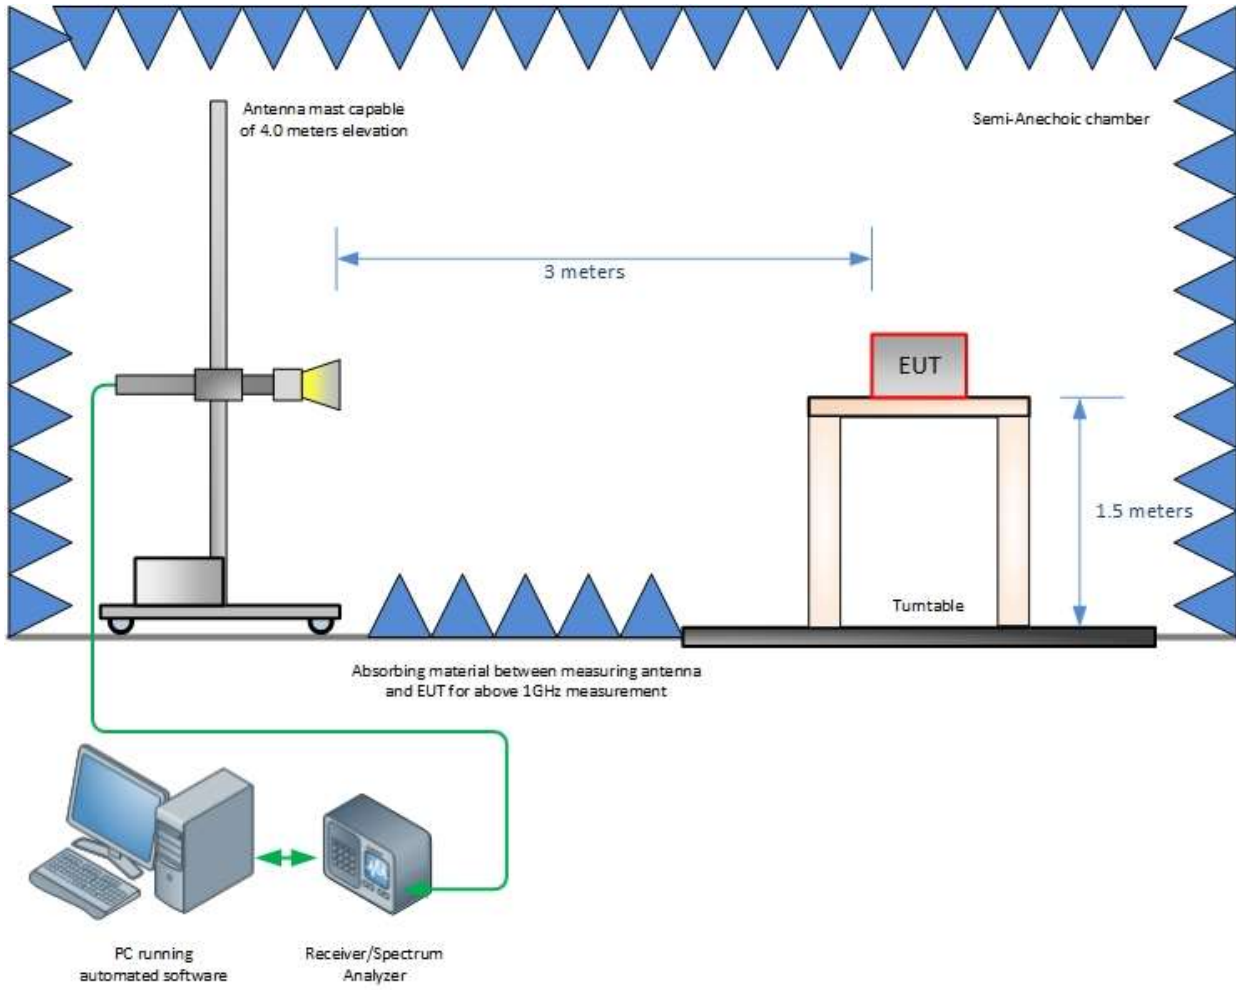 Antenna mast capable
of 4.0 meters elevation
Semi-Anechoic chamber
3 meters
EUT
1.5 meters
Turntable
Absorbing material between measuring antenna
and EUT for above 1GHz measurement
PC running
automated software
Receiver/Spectrum
Analyzer